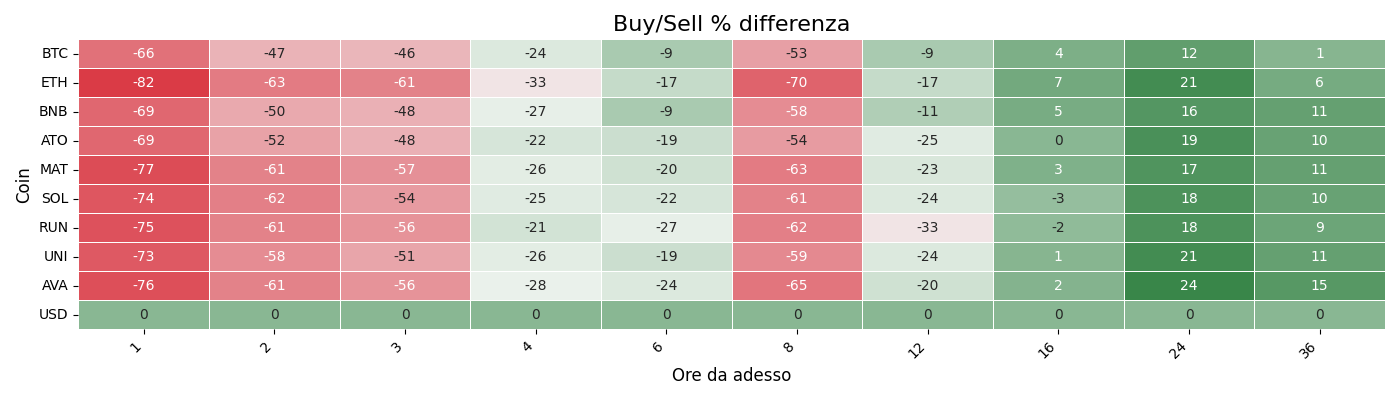 Buy/Sell % differenza
Coin
BTC -66 -47 -46 -24 -9 -53 -9 4 12 1
ETH -82 -63 -61 -33 -17 -70 -17 7 21 6
BNB -69 -50 -48 -27 -9 -58 -11 5 16 11
ATO -69 -52 -48 -22 -19 -54 -25 0 19 10
MAT -77 -61 -57 -26 -20 -63 -23 3 17 11
SOL -74 -62 -54 -25 -22 -61 -24 -3 18 10
RUN -75 -61 -56 -21 -27 -62 -33 -2 18 9
UNI -73 -58 -51 -26 -19 -59 -24 1 21 11
AVA -76 -61 -56 -28 -24 -65 -20 2 24 15
USD 0 0 0 0 0 0 0 0 0 0
1 2 3 4 6 8 12 16 24 36
Ore da adesso